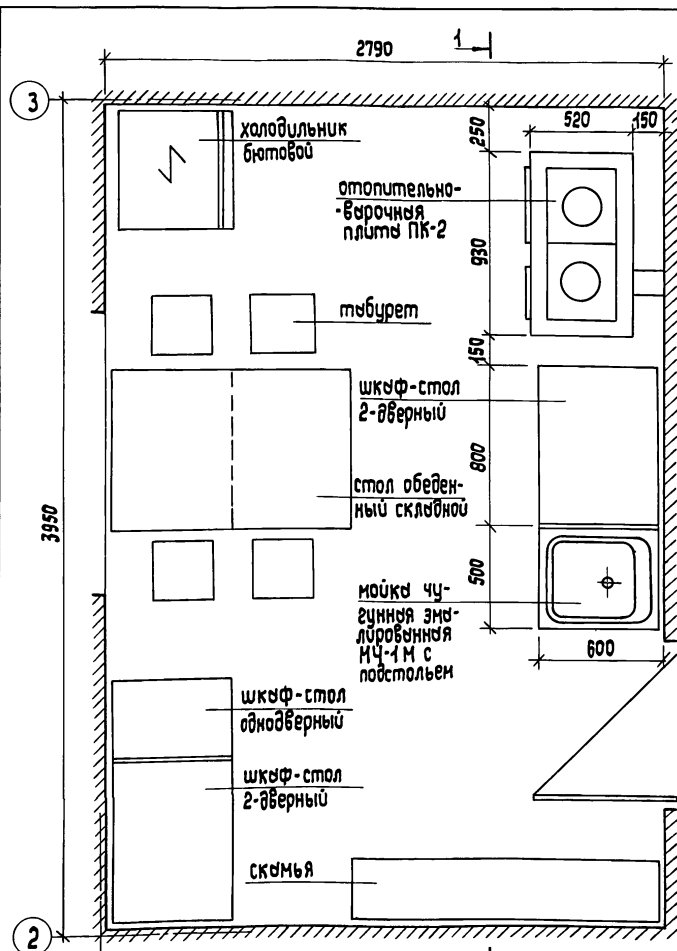 2790
1
3
холодильник
бытовой
520
150
250
отопительно-
-варочная
плита ПК-2
930
табурет
150
шкаф-стол
2-дверный
800
стол обеден-
ный складной
3950
500
мойка чу-
гунная эма-
лированная
МЧ-1М с
подстольем
600
шкаф-стол
однодверный
шкаф-стол
2-дверный
скамья
2